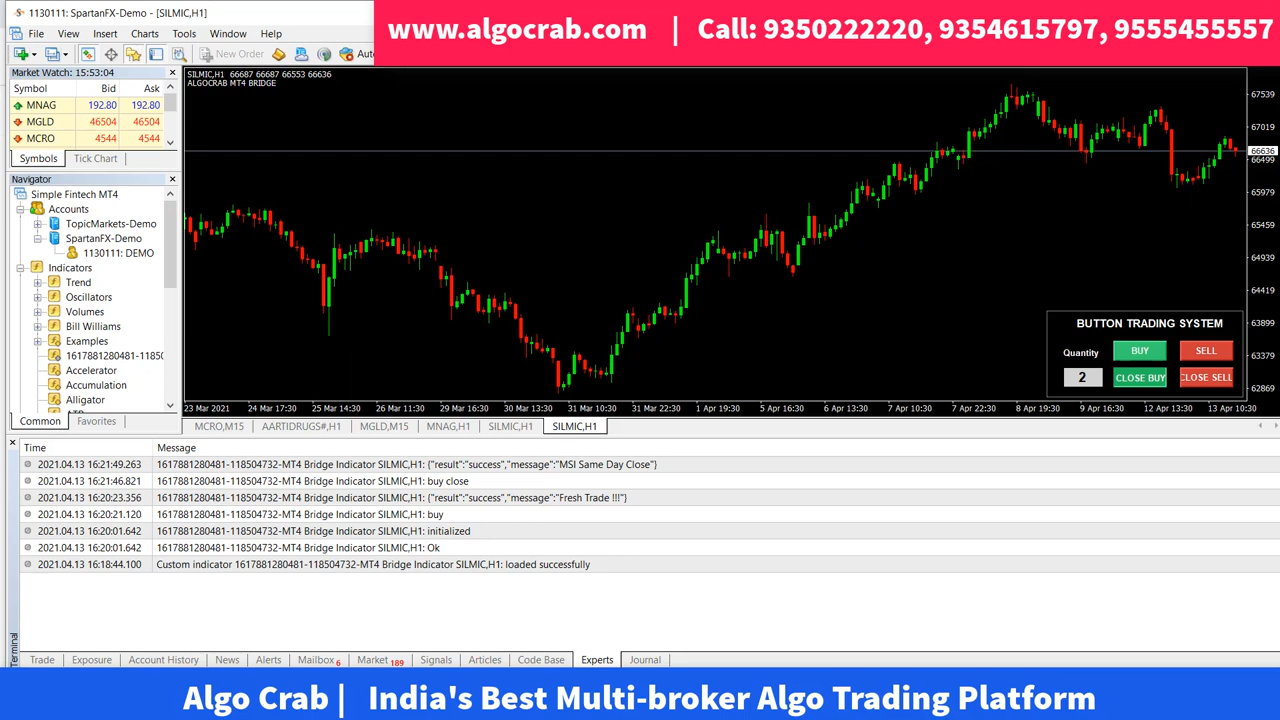 1130111: SpartanFX-Demo - [SILMIC,H1]
www.algocrab.com | Call: 9350222220, 9354615797, 9555455557
File View Insert Charts Tools Window Help
New Order Auto
Market Watch: 15:53:04
Symbol Bid Ask
MNAG 192.80 192.80
MGLD 46504 46504
MCRO 4544 4544
Symbols Tick Chart
Navigator
Simple Fintech MT4
Accounts
TopicMarkets-Demo
SpartanFX-Demo
1130111: DEMO
Indicators
Trend
Oscillators
Volumes
Bill Williams
Examples
1617881280481-11850
Accelerator
Accumulation
Alligator
Common Favorites
SILMIC,H1 66687 66687 66553 66636
ALGOCRAB MT4 BRIDGE
67539
67019
66636
66499
65979
65459
64939
64419
63899
63379
62869
BUTTON TRADING SYSTEM
Quantity BUY SELL
2 CLOSE BUY CLOSE SELL
23 Mar 2021 24 Mar 17:30 25 Mar 14:30 26 Mar 11:30 29 Mar 16:30 30 Mar 13:30 31 Mar 10:30 31 Mar 22:30 1 Apr 19:30 5 Apr 16:30 6 Apr 13:30 7 Apr 10:30 7 Apr 22:30 8 Apr 19:30 9 Apr 16:30 12 Apr 13:30 13 Apr 10:30
MCRO,M15 AARTIDRUGS#,H1 MGLD,M15 MNAG,H1 SILMIC,H1 SILMIC,H1
Time Message
2021.04.13 16:21:49.263 1617881280481-118504732-MT4 Bridge Indicator SILMIC,H1: {"result":"success","message":"MSI Same Day Close"}
2021.04.13 16:21:46.821 1617881280481-118504732-MT4 Bridge Indicator SILMIC,H1: buy close
2021.04.13 16:20:23.356 1617881280481-118504732-MT4 Bridge Indicator SILMIC,H1: {"result":"success","message":"Fresh Trade !!!"}
2021.04.13 16:20:21.120 1617881280481-118504732-MT4 Bridge Indicator SILMIC,H1: buy
2021.04.13 16:20:01.642 1617881280481-118504732-MT4 Bridge Indicator SILMIC,H1: initialized
2021.04.13 16:20:01.642 1617881280481-118504732-MT4 Bridge Indicator SILMIC,H1: Ok
2021.04.13 16:18:44.100 Custom indicator 1617881280481-118504732-MT4 Bridge Indicator SILMIC,H1: loaded successfully
Terminal
Trade Exposure Account History News Alerts Mailbox 6 Market 189 Signals Articles Code Base Experts Journal
Algo Crab | India's Best Multi-broker Algo Trading Platform